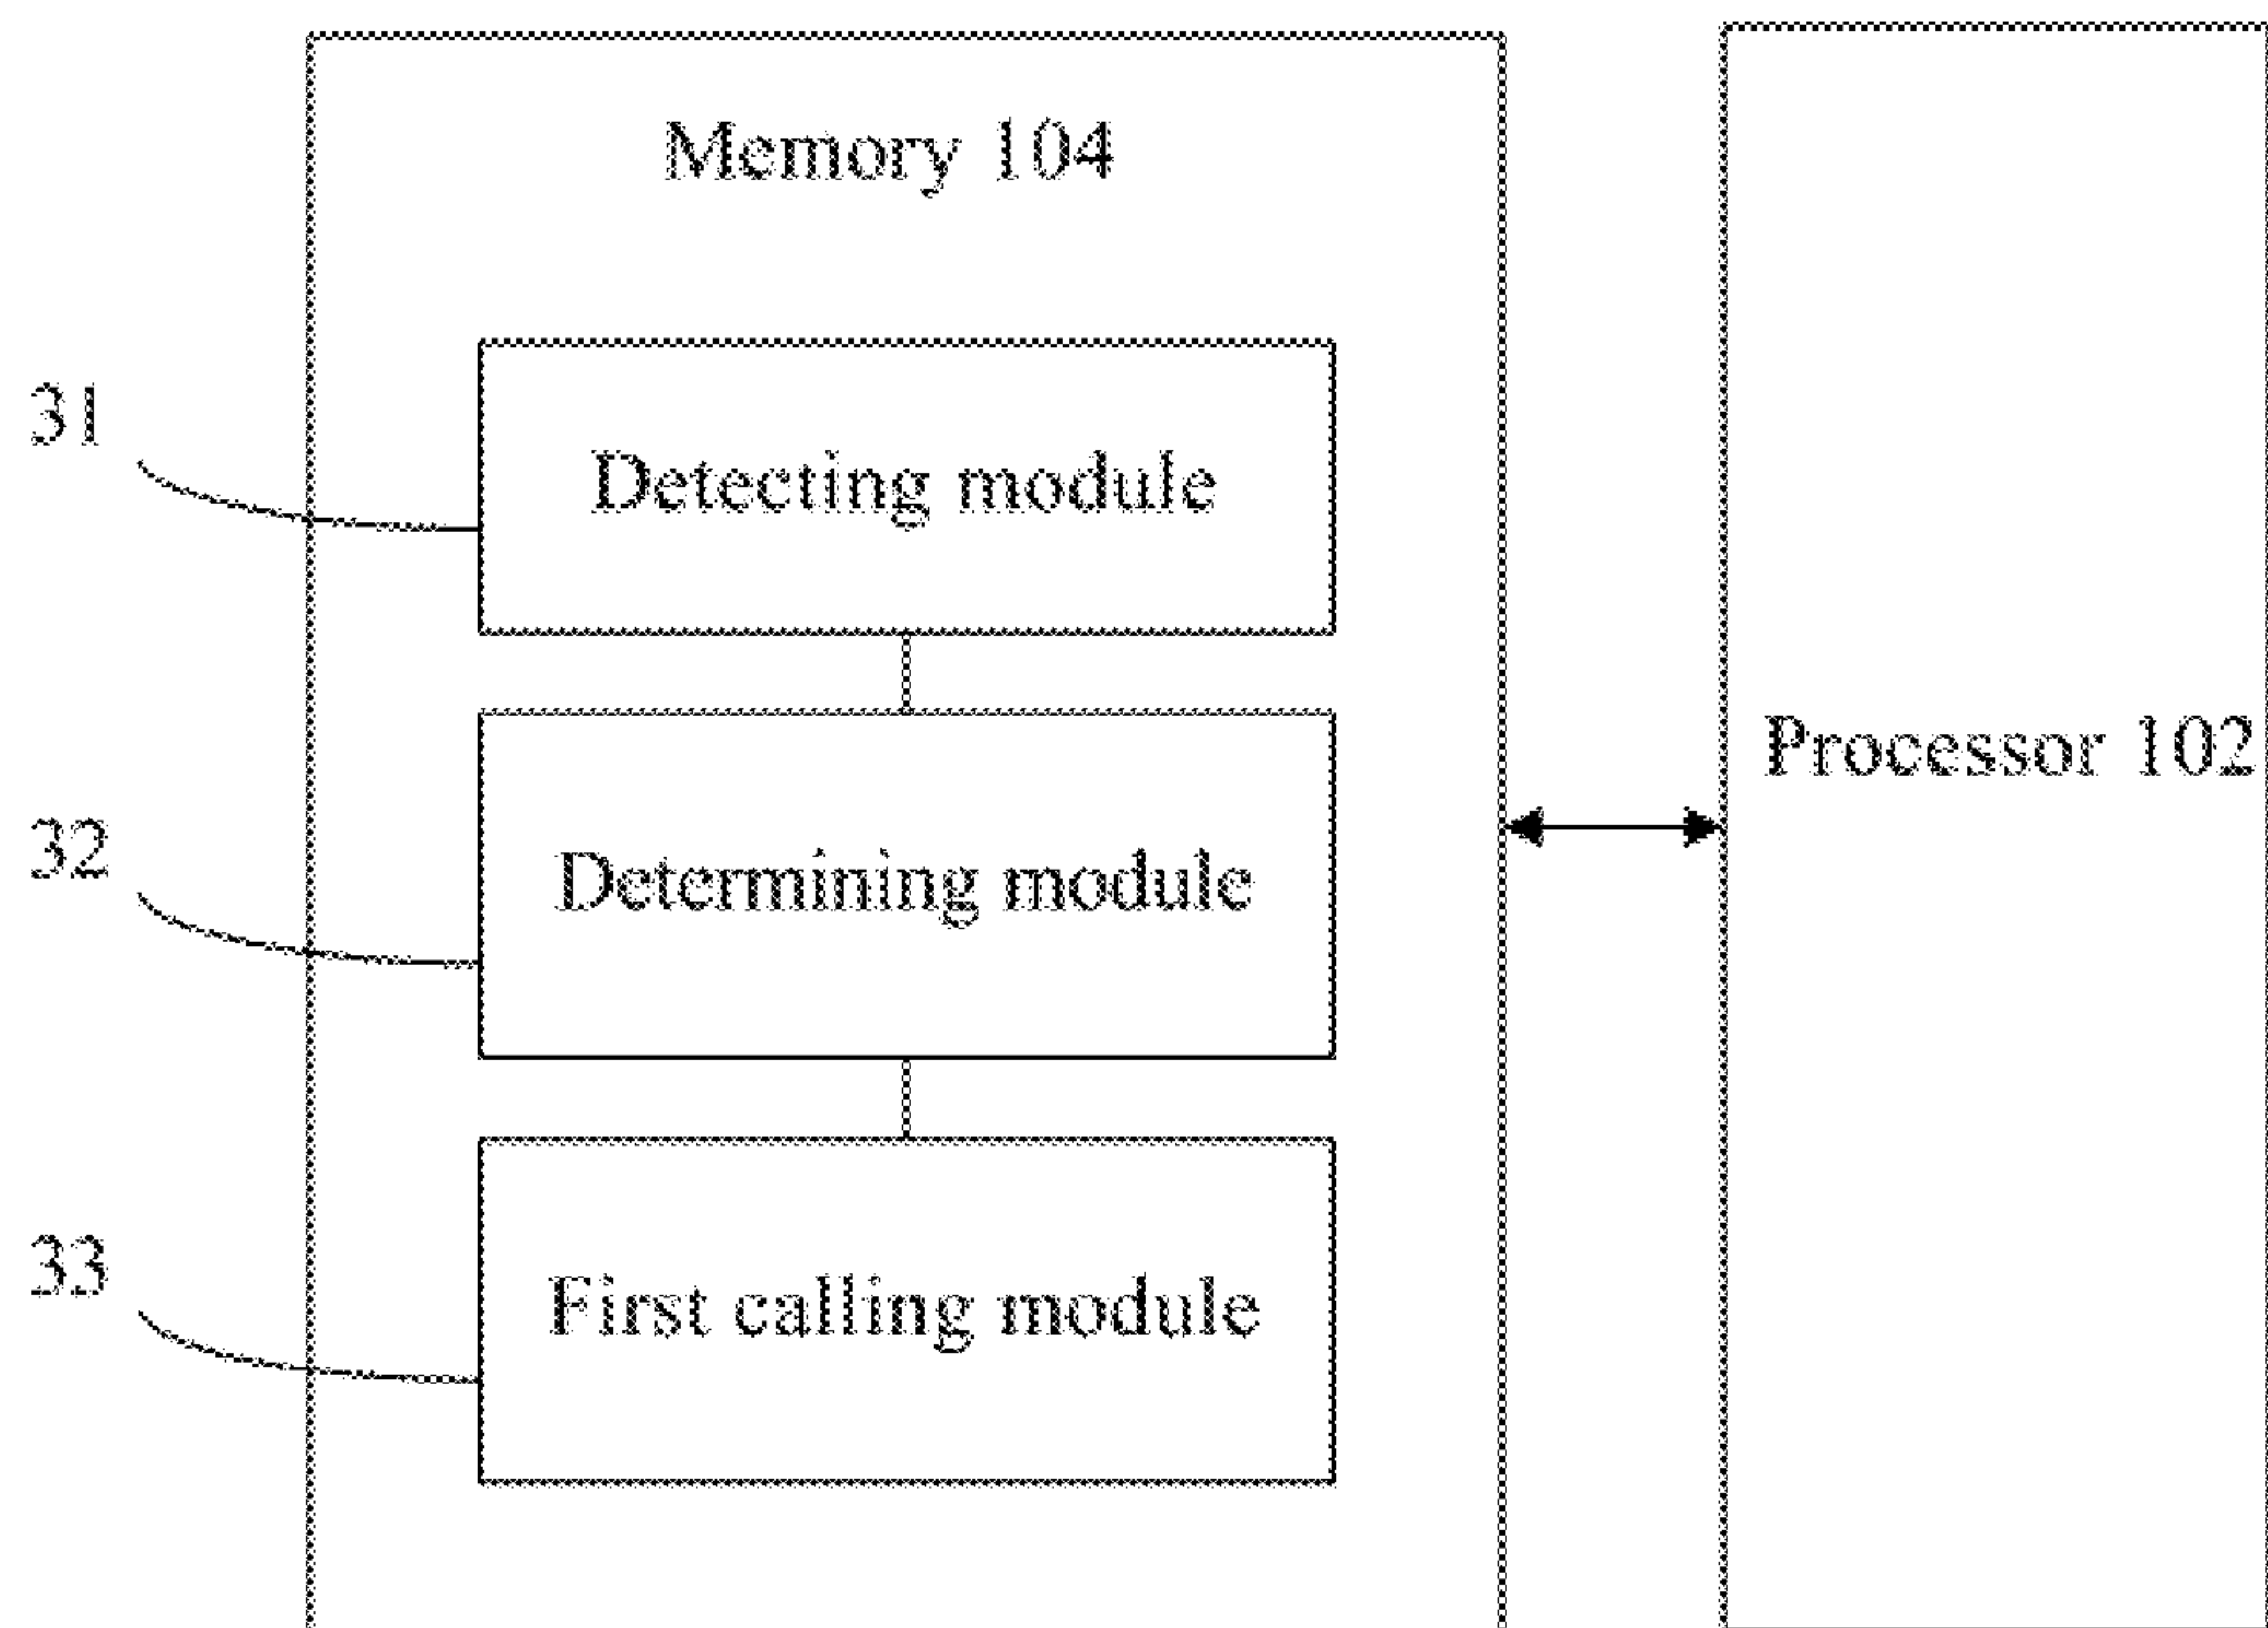 Memory 104
31
Detecting module
Processor 102
32
Determining module
33
First calling module